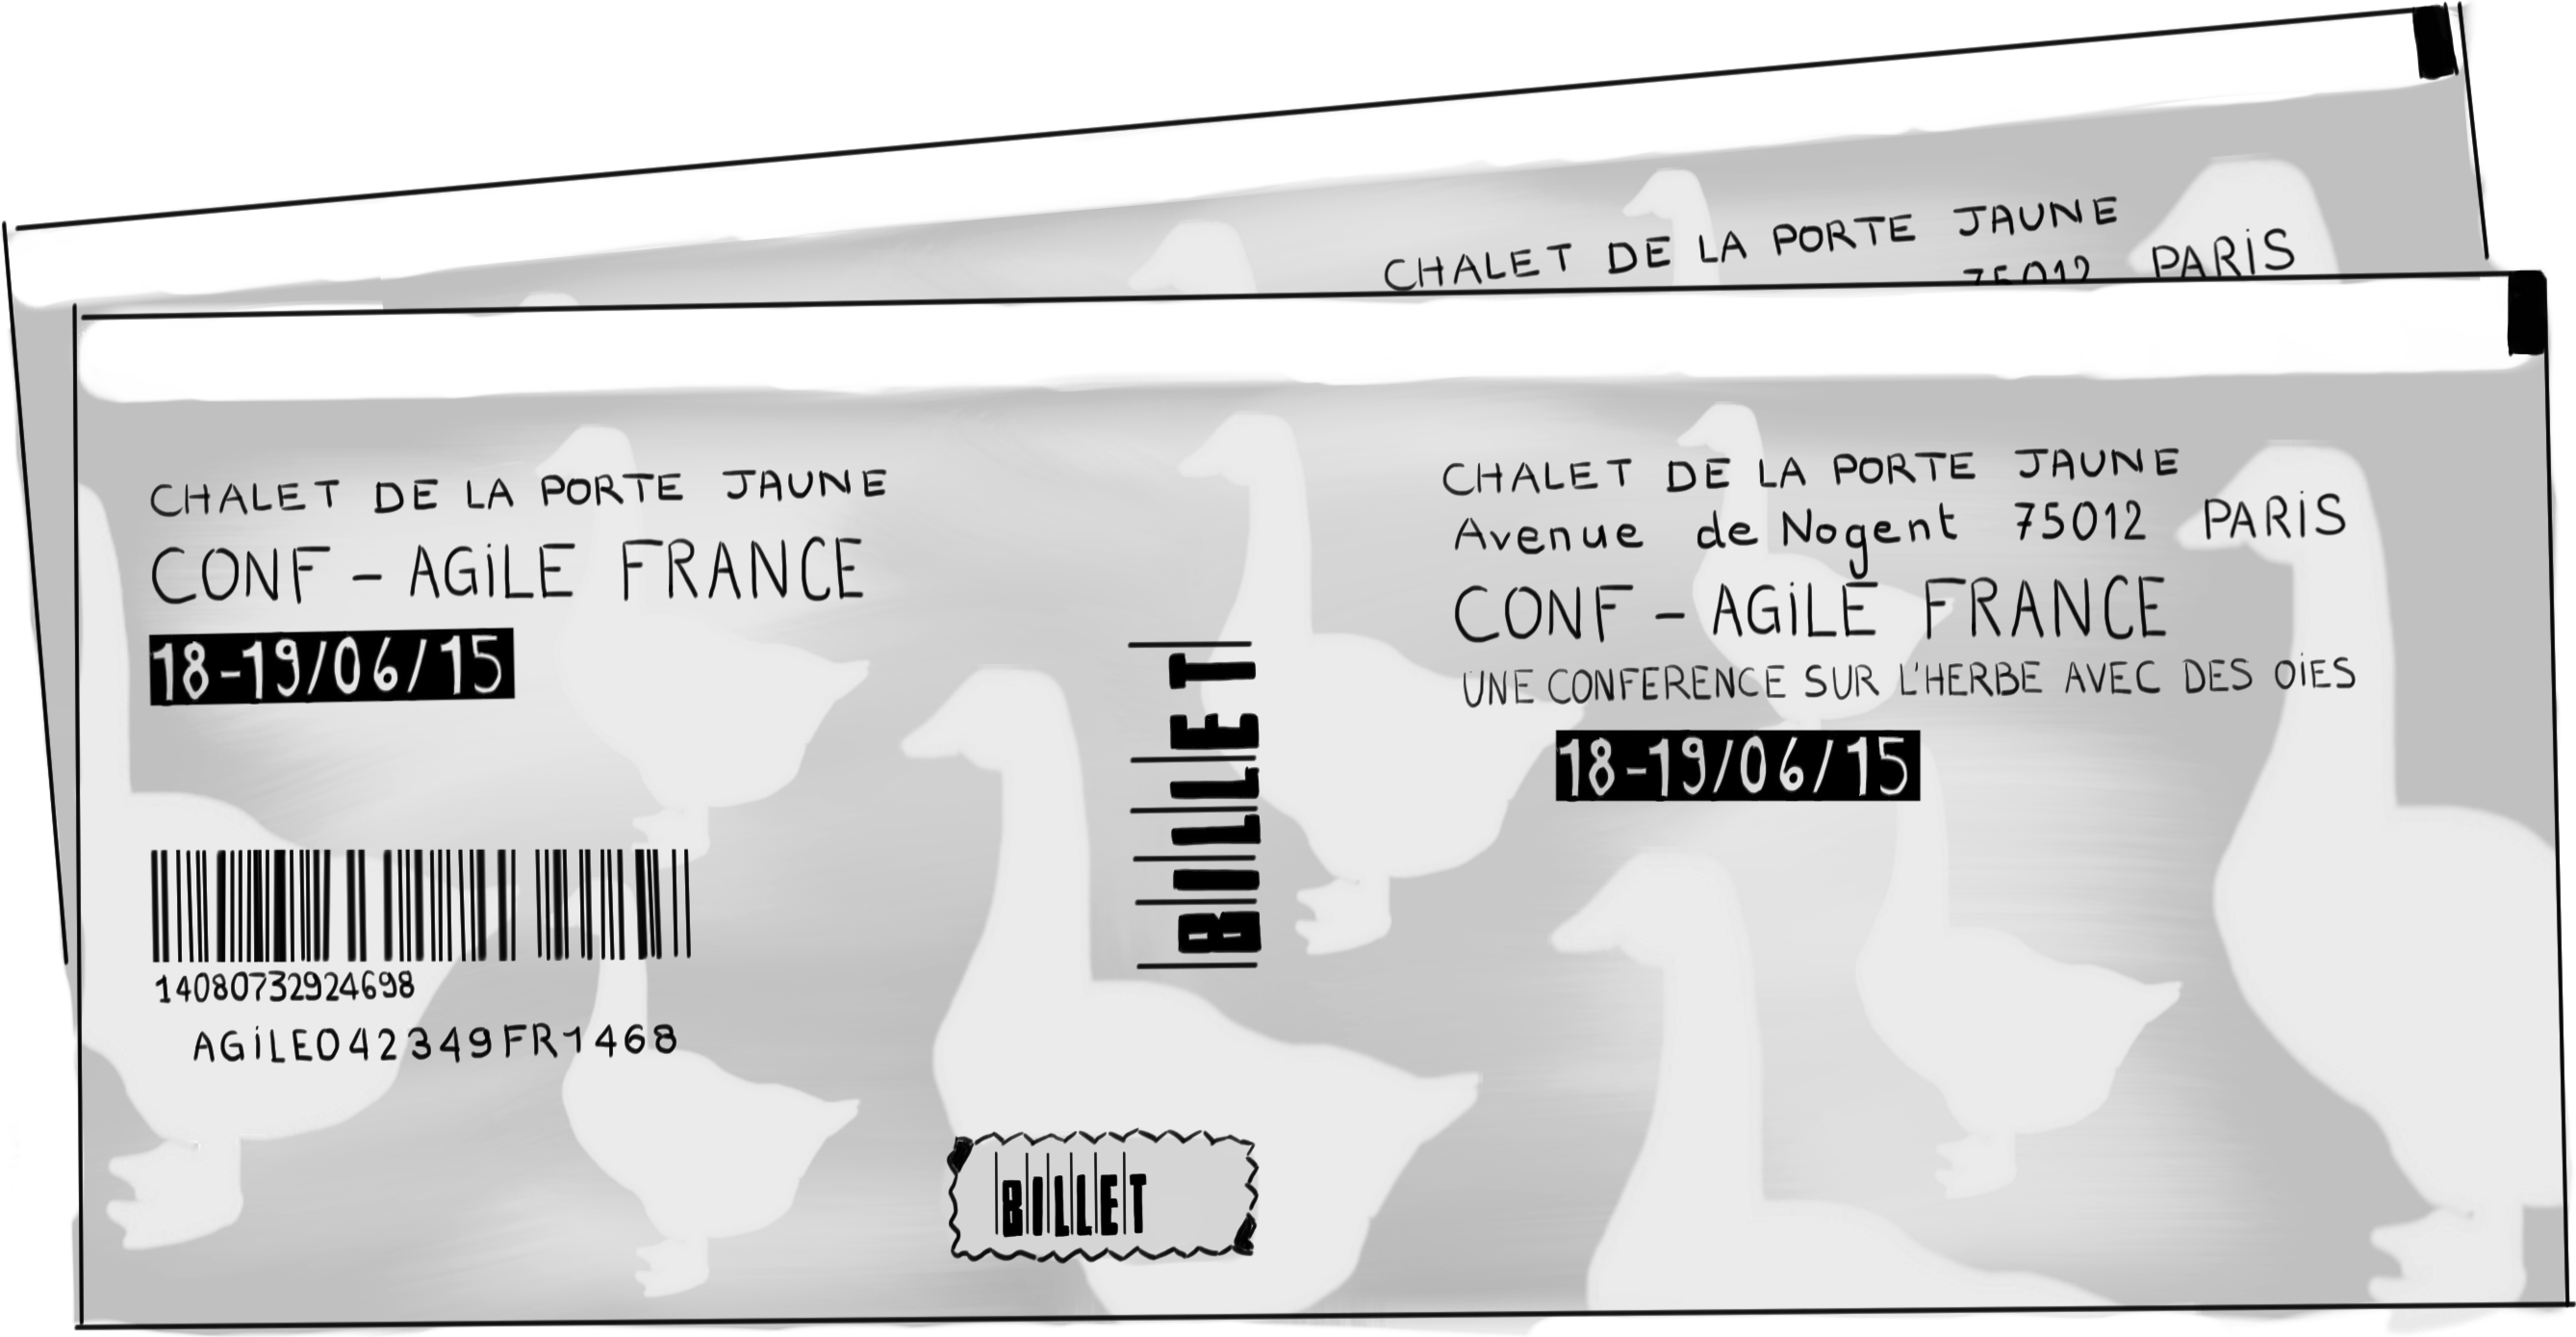 CHALET DE LA PORTE JAUNE
PARiS
CHALET DE LA PORTE JAUNE
CONF - AGiLE FRANCE
18-19/06/15
14080732924698
AGiLE042349FR1468
BILLET
BILLET
CHALET DE LA PORTE JAUNE
Avenue de Nogent 75012 PARiS
CONF - AGiLE FRANCE
UNE CONFERENCE SUR L'HERBE AVEC DES OiES
18-19/06/15